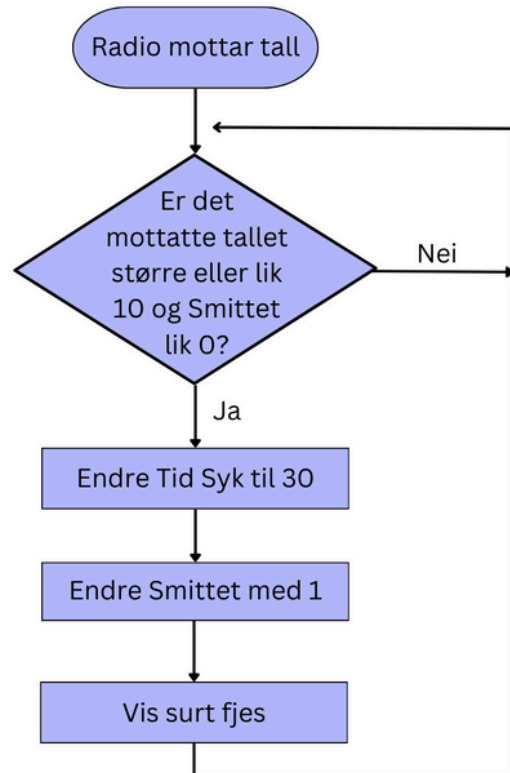 Radio mottar tall
Er det
mottatte tallet
større eller lik
10 og Smittet
lik 0?
Nei
Ja
Endre Tid Syk til 30
Endre Smittet med 1
Vis surt fjes